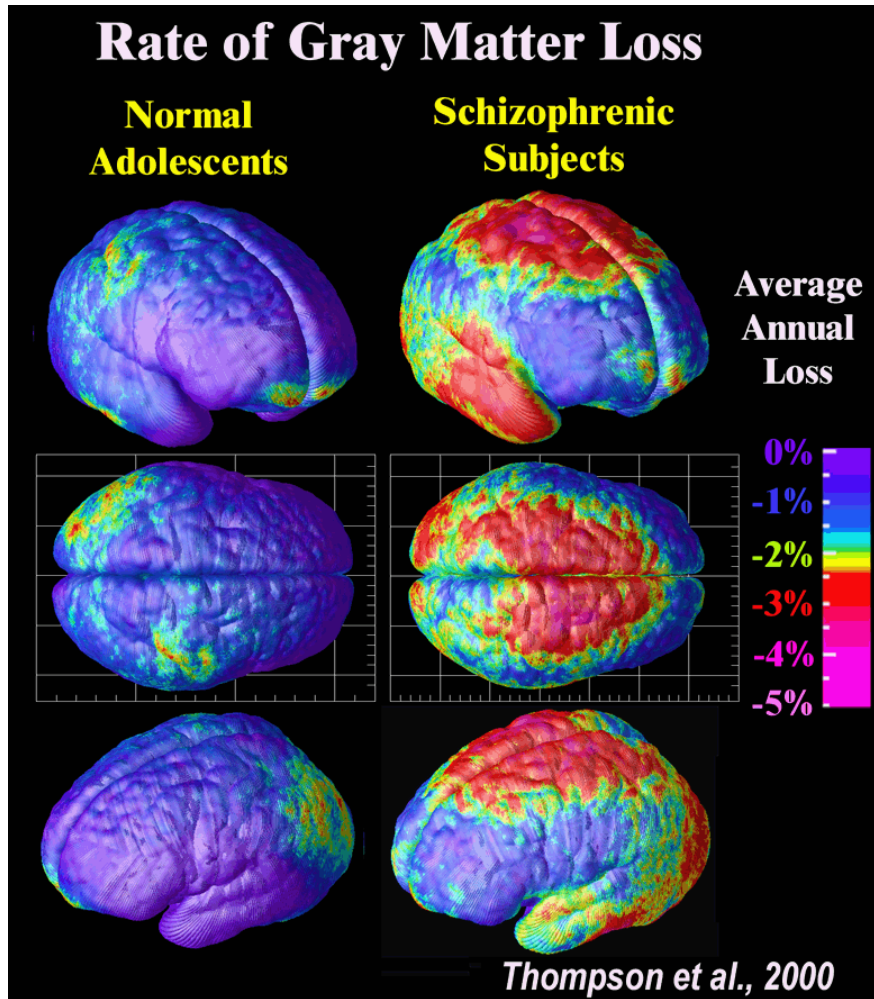 Rate of Gray Matter Loss
Normal
Adolescents
Schizophrenic
Subjects
Average
Annual
Loss
0%
-1%
-2%
-3%
-4%
-5%
Thompson et al., 2000